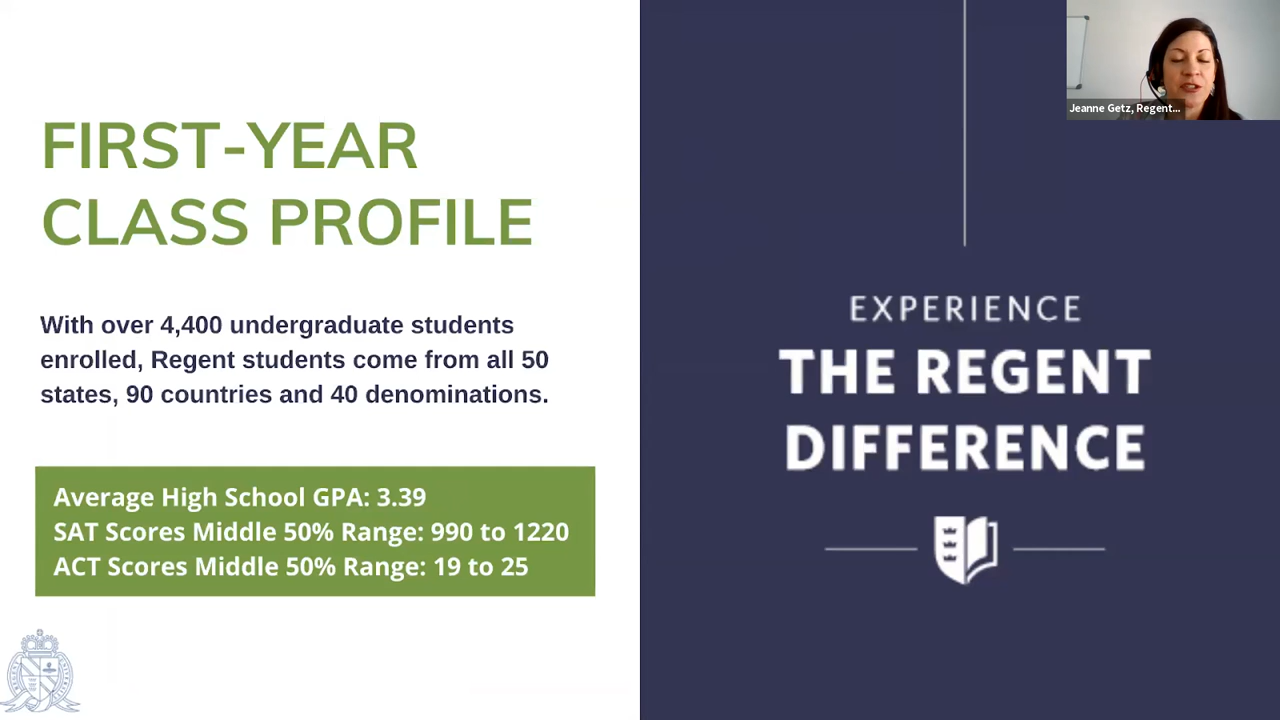 FIRST-YEAR
CLASS PROFILE
With over 4,400 undergraduate students
enrolled, Regent students come from all 50
states, 90 countries and 40 denominations.
Average High School GPA: 3.39
SAT Scores Middle 50% Range: 990 to 1220
ACT Scores Middle 50% Range: 19 to 25
EXPERIENCE
THE REGENT
DIFFERENCE
Jeanne Getz, Regent...